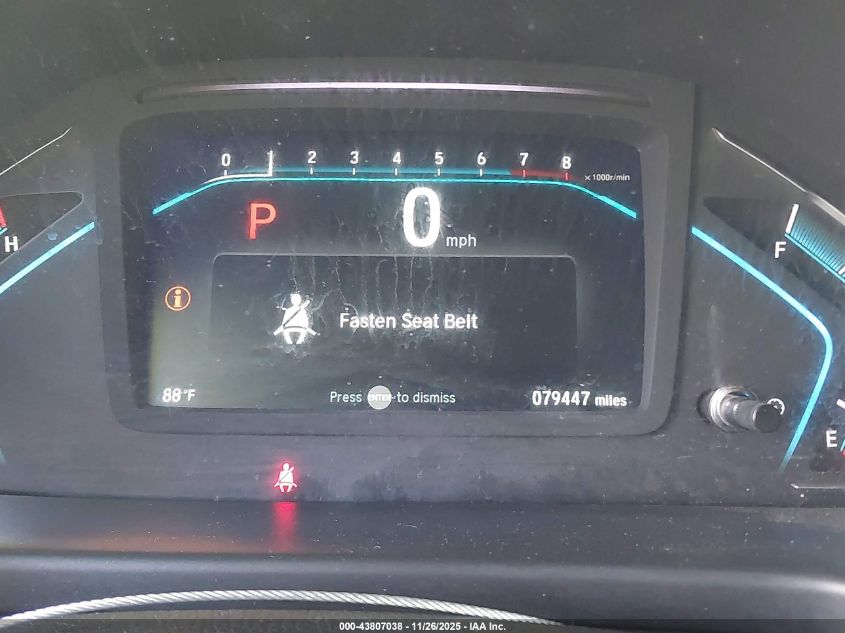 0 2 3 4 5 6 7 8 x1000r/min
P 0 mph
H
F
i
Fasten Seat Belt
88°F Press ENTER to dismiss 079447 miles
E
000-43807038 - 11/26/2025 - IAA Inc.